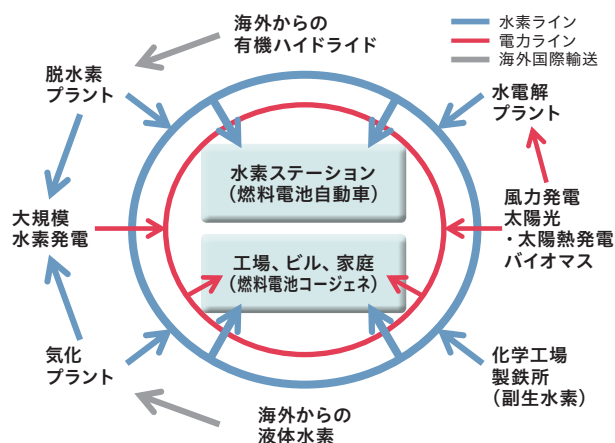 海外からの
有機ハイドライド
水素ライン
電力ライン
海外国際輸送
脱水素
プラント
水電解
プラント
水素ステーション
(燃料電池自動車)
大規模
水素発電
風力発電
太陽光
・太陽熱発電
バイオマス
工場、ビル、家庭
(燃料電池コージェネ)
気化
プラント
化学工場
製鉄所
(副生水素)
海外からの
液体水素